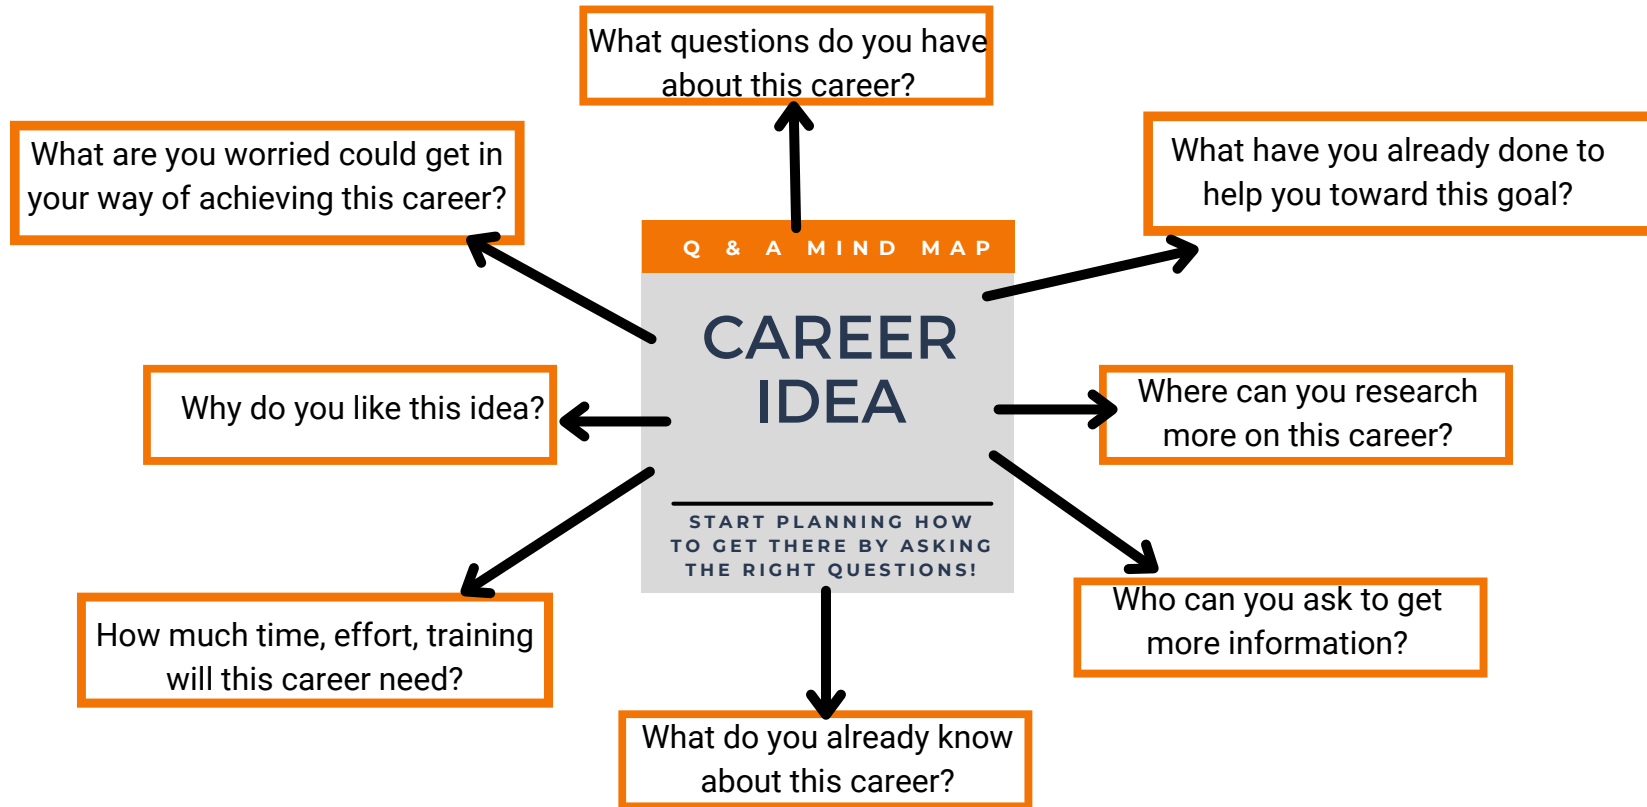 What questions do you have
about this career?
What are you worried could get in
your way of achieving this career?
What have you already done to
help you toward this goal?
Q & A MIND MAP
CAREER
IDEA
Why do you like this idea?
Where can you research
more on this career?
START PLANNING HOW
TO GET THERE BY ASKING
THE RIGHT QUESTIONS!
How much time, effort, training
will this career need?
Who can you ask to get
more information?
What do you already know
about this career?